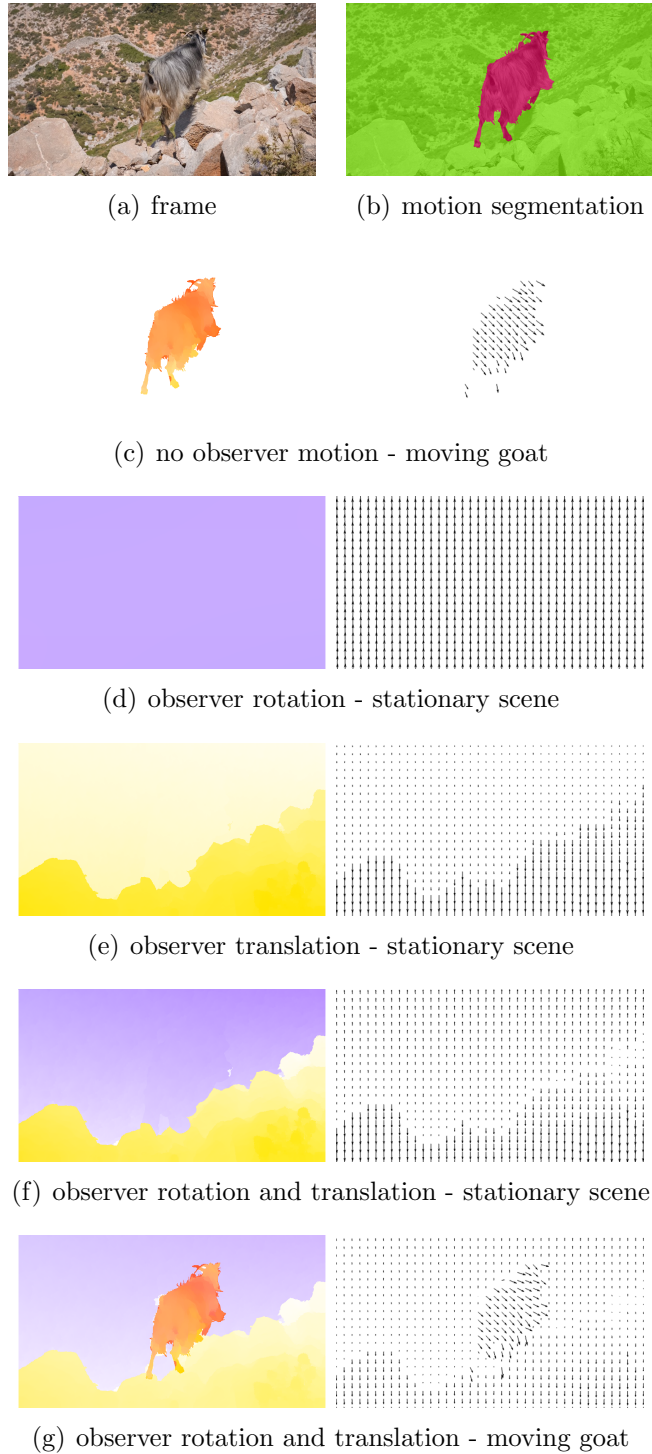 (a) frame
(b) motion segmentation
(c) no observer motion - moving goat
(d) observer rotation - stationary scene
(e) observer translation - stationary scene
(f) observer rotation and translation - stationary scene
(g) observer rotation and translation - moving goat